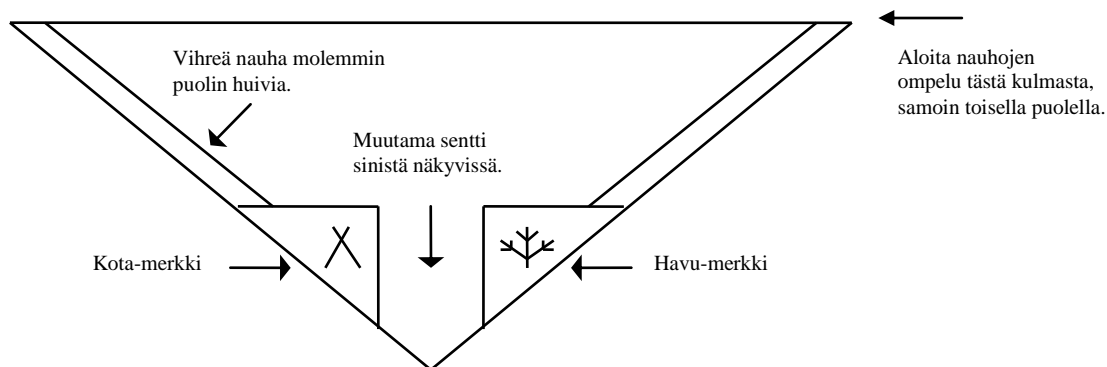 Vihreä nauha molemmin
puolin huivia.
Aloita nauhojen
ompelu tästä kulmasta,
samoin toisella puolella.
Muutama sentti
sinistä näkyvissä.
Kota-merkki
Havu-merkki